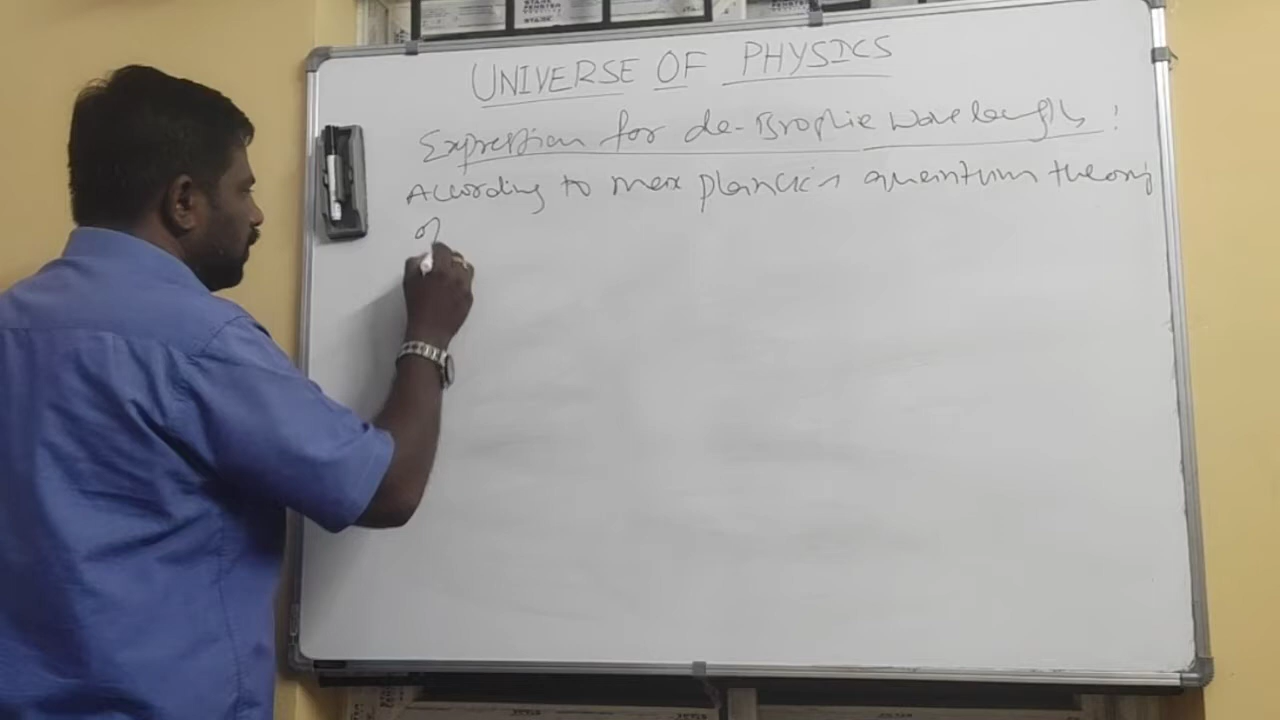 UNIVERSE OF PHYSICS
Expression for de-Broglie wavelength:
According to max planck's quantum theory
of